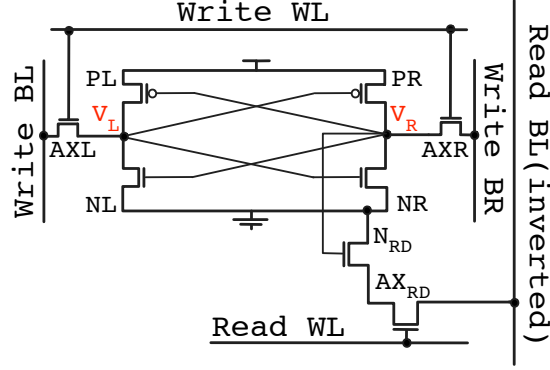 Write WL
PL
PR
Write BL
V_L
V_R
AXL
AXR
Write BR
Read BL(inverted)
NL
NR
N_RD
AX_RD
Read WL